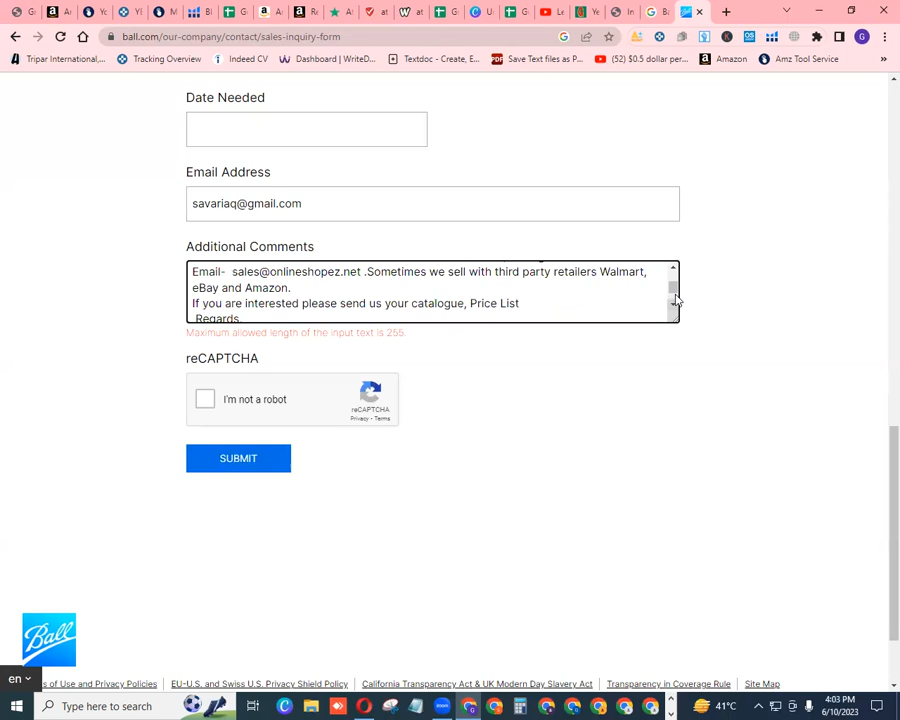 ball.com/our-company/contact/sales-inquiry-form
G
Tripar International,...
Tracking Overview
Indeed CV
Dashboard | WriteD...
Textdoc - Create, E...
Save Text files as P...
(52) $0.5 dollar per...
Amazon
Amz Tool Service
»
Date Needed
Email Address
savariaq@gmail.com
Additional Comments
Email- sales@onlineshopez.net .Sometimes we sell with third party retailers Walmart,
eBay and Amazon.
If you are interested please send us your catalogue, Price List
Regards,
Maximum allowed length of the input text is 255.
reCAPTCHA
I'm not a robot
reCAPTCHA
Privacy - Terms
SUBMIT
Ball
en
s of Use and Privacy Policies
EU-U.S. and Swiss U.S. Privacy Shield Policy
California Transparency Act & UK Modern Day Slavery Act
Transparency in Coverage Rule
Site Map
Type here to search
41°C
4:03 PM
6/10/2023